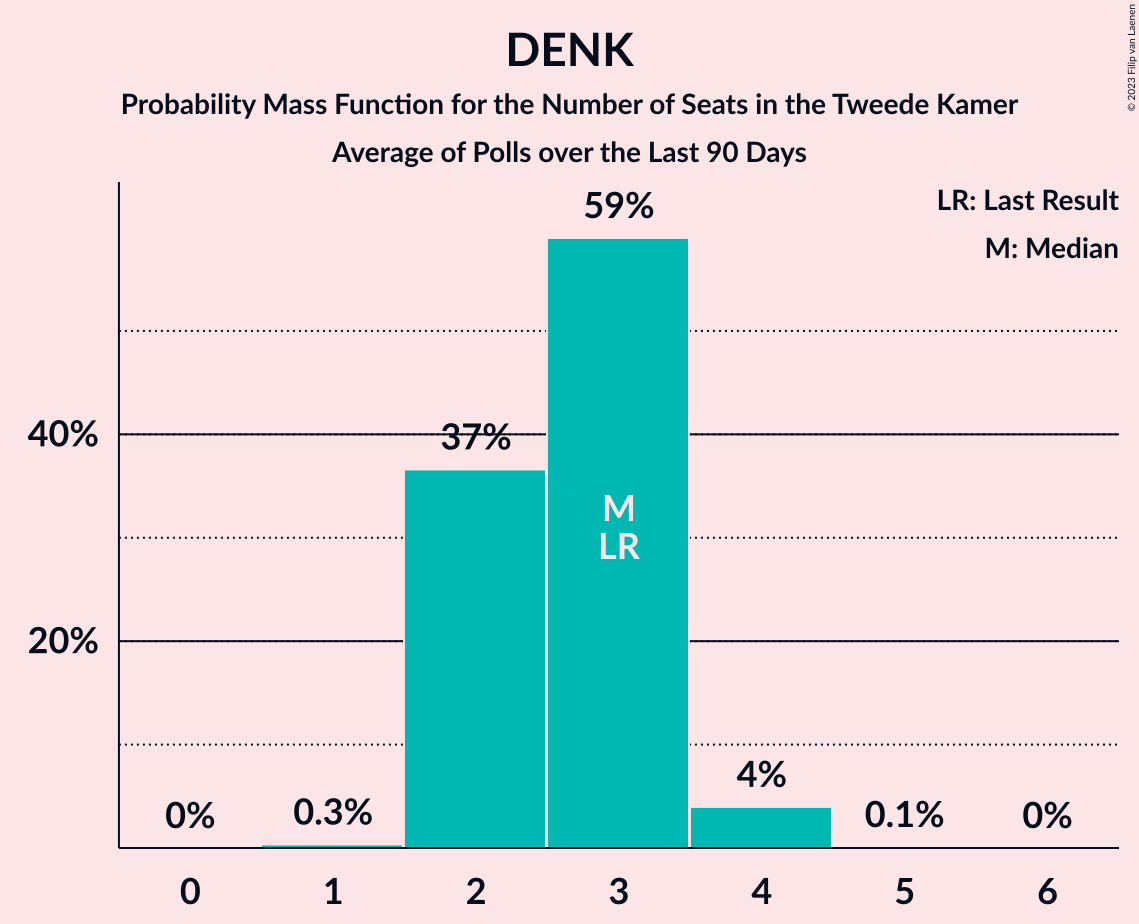 DENK
Probability Mass Function for the Number of Seats in the Tweede Kamer
Average of Polls over the Last 90 Days
© 2023 Filip van Laenen
LR: Last Result
M: Median
59%
40%
37%
M
LR
20%
4%
0%
0.3%
0.1%
0%
0
1
2
3
4
5
6